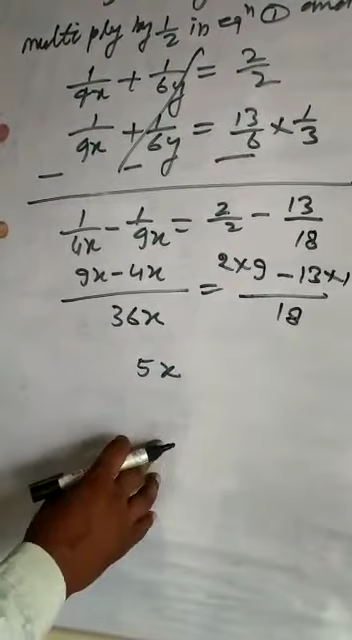 multiply by 1/2 in eqⁿ ① and
1/4x + 1/6y = 2/2
1/9x + 1/6y = 13/6 × 1/3
– – –
1/4x - 1/9x = 2/2 - 13/18
9x - 4x / 36x = 2×9 - 13×1 / 18
5x